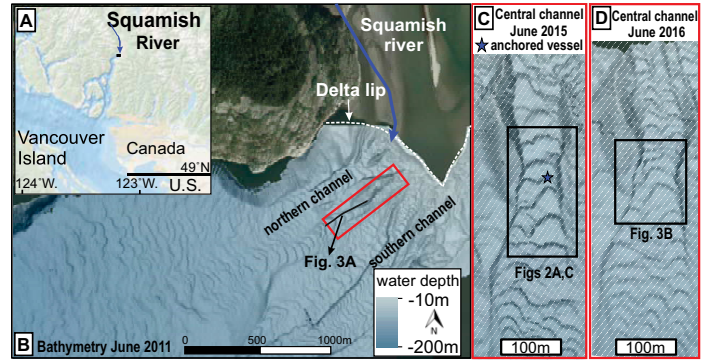 A
Squamish
River
Vancouver
Island
Canada
49°N
U.S.
124°W.
123°W.
Squamish
river
Delta lip
northern channel
southern channel
Fig. 3A
water depth
-10m
N
-200m
B Bathymetry June 2011
0 500 1000m
C Central channel
June 2015
anchored vessel
Figs 2A,C
100m
D Central channel
June 2016
Fig. 3B
100m